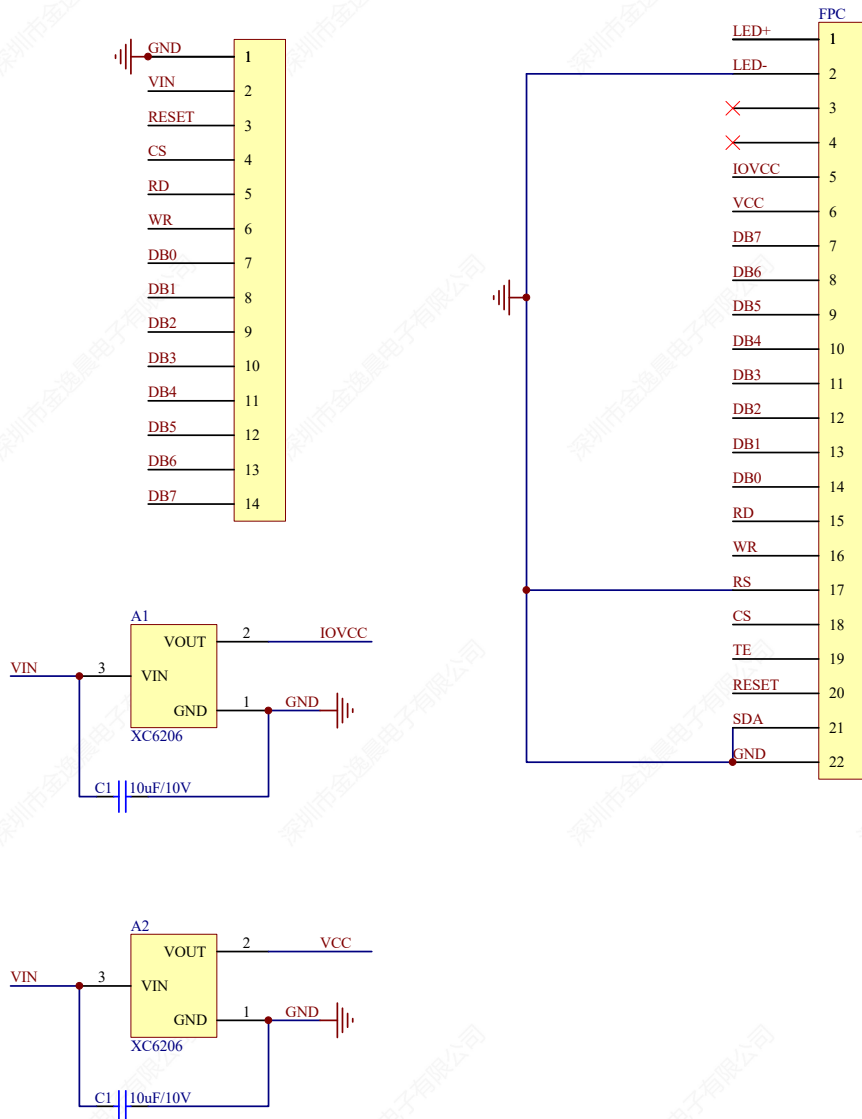 GND 1
VIN 2
RESET 3
CS 4
RD 5
WR 6
DB0 7
DB1 8
DB2 9
DB3 10
DB4 11
DB5 12
DB6 13
DB7 14
FPC
LED+ 1
LED- 2
3
4
IOVCC 5
VCC 6
DB7 7
DB6 8
DB5 9
DB4 10
DB3 11
DB2 12
DB1 13
DB0 14
RD 15
WR 16
RS 17
CS 18
TE 19
RESET 20
SDA 21
GND 22
A1
VOUT 2 IOVCC
VIN 3 VIN
GND 1 GND
XC6206
C1 10uF/10V
A2
VOUT 2 VCC
VIN 3 VIN
GND 1 GND
XC6206
C1 10uF/10V
深圳市金逸晨电子有限公司